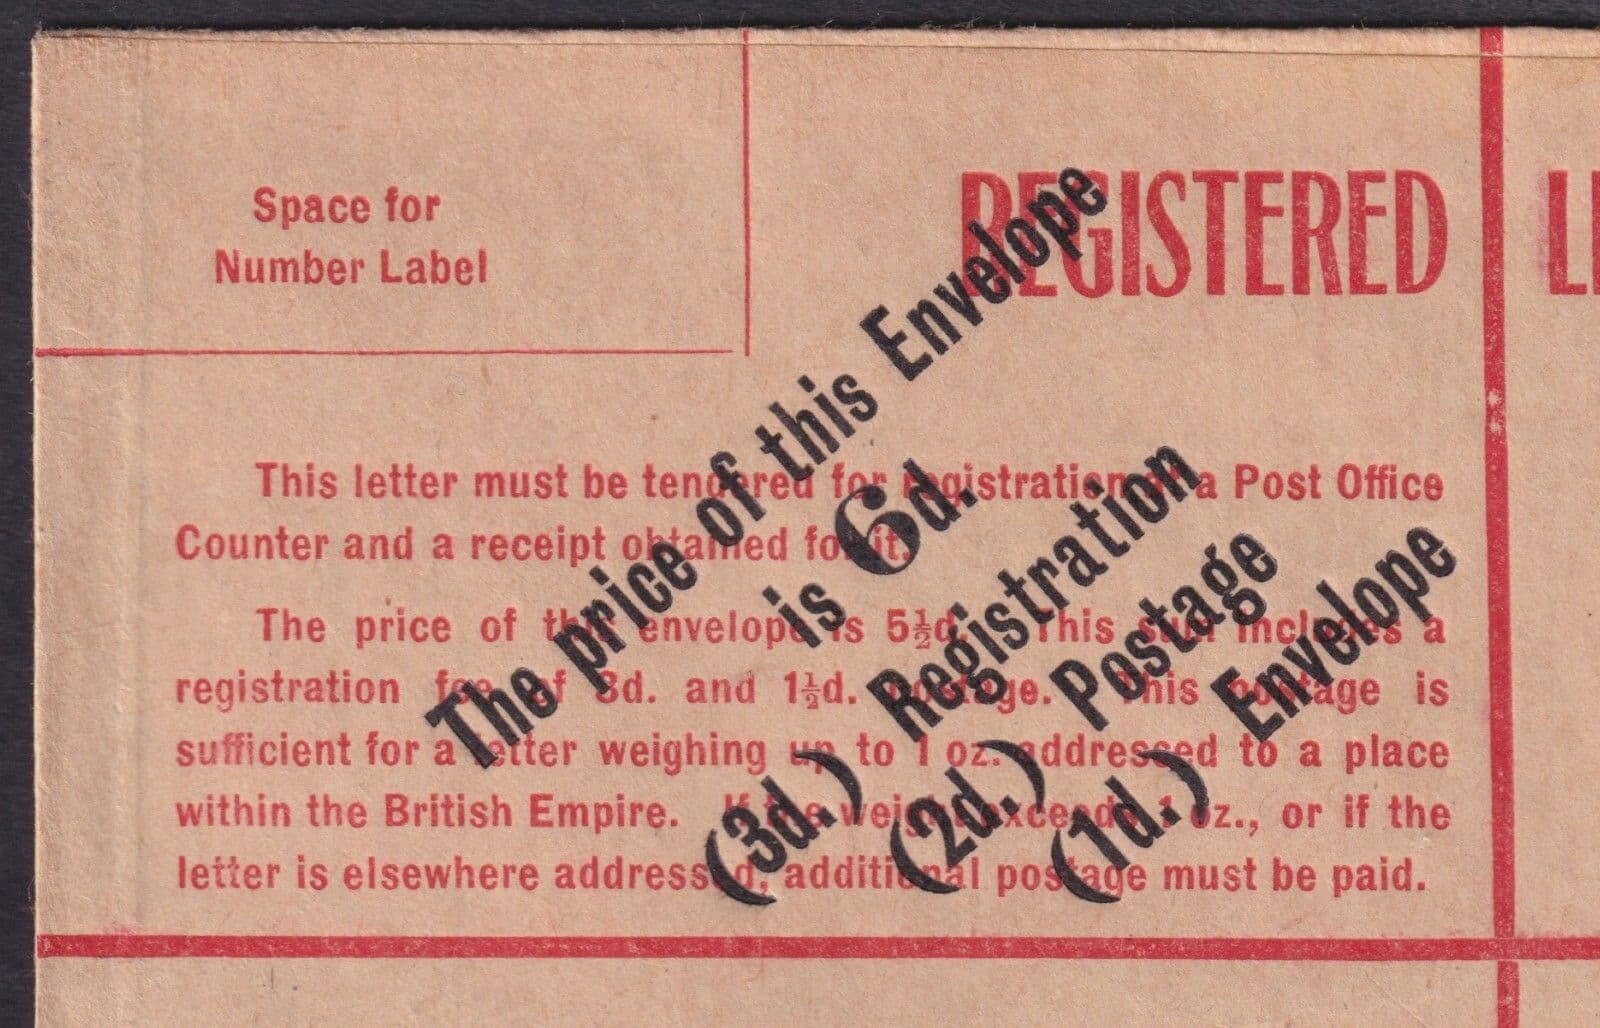 Space for
Number Label
REGISTERED
This letter must be tendered for registration at a Post Office
Counter and a receipt obtained for it.
The price of this envelope is 5½d. This sum includes a
registration fee of 3d. and 1½d. postage. This postage is
sufficient for a letter weighing up to 1 oz. addressed to a place
within the British Empire. If the weight exceeds 1 oz., or if the
letter is elsewhere addressed, additional postage must be paid.
The price of this Envelope
is 6d.
(3d.) Registration
(2d.) Postage
(1d.) Envelope